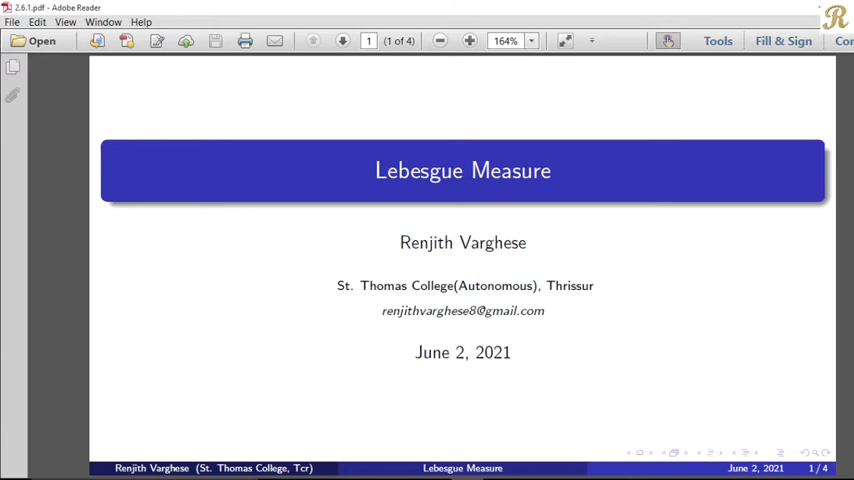 2.6.1.pdf - Adobe Reader
File Edit View Window Help
R
Open 1 (1 of 4) 164% Tools Fill & Sign
Lebesgue Measure
Renjith Varghese
St. Thomas College(Autonomous), Thrissur
renjithvarghese8@gmail.com
June 2, 2021
Renjith Varghese (St. Thomas College, Tcr) Lebesgue Measure June 2, 2021 1 / 4